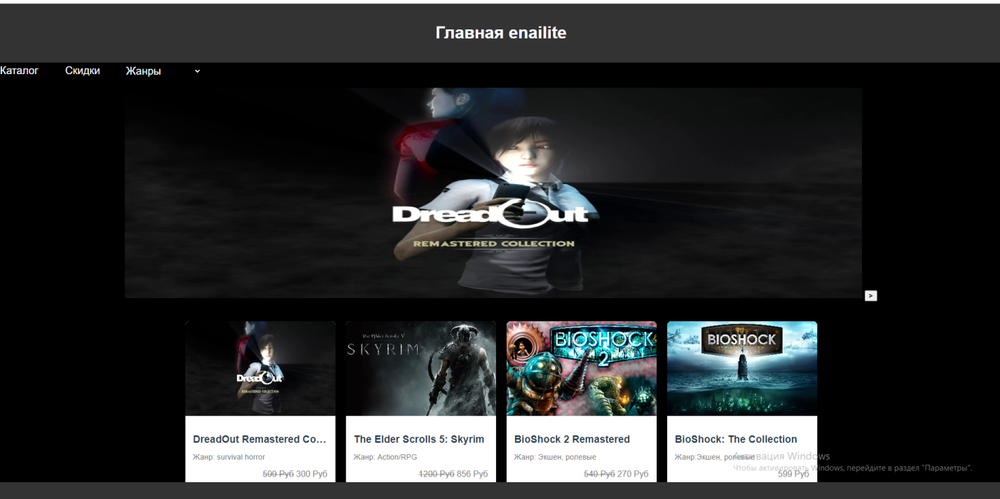 Главная enailite
Каталог Скидки Жанры
DreadOut
REMASTERED COLLECTION
>
DreadOut
REMASTERED COLLECTION
The Elder Scrolls V
SKYRIM
BIOSHOCK
2
BIOSHOCK
THE COLLECTION
DreadOut Remastered Co...
Жанр: survival horror
599 Руб 300 Руб
The Elder Scrolls 5: Skyrim
Жанр: Action/RPG
1200 Руб 856 Руб
BioShock 2 Remastered
Жанр: Экшен, ролевые
540 Руб 270 Руб
BioShock: The Collection
Жанр:Экшен, ролевые
599 Руб
Активация Windows
Чтобы активировать Windows, перейдите в раздел "Параметры".